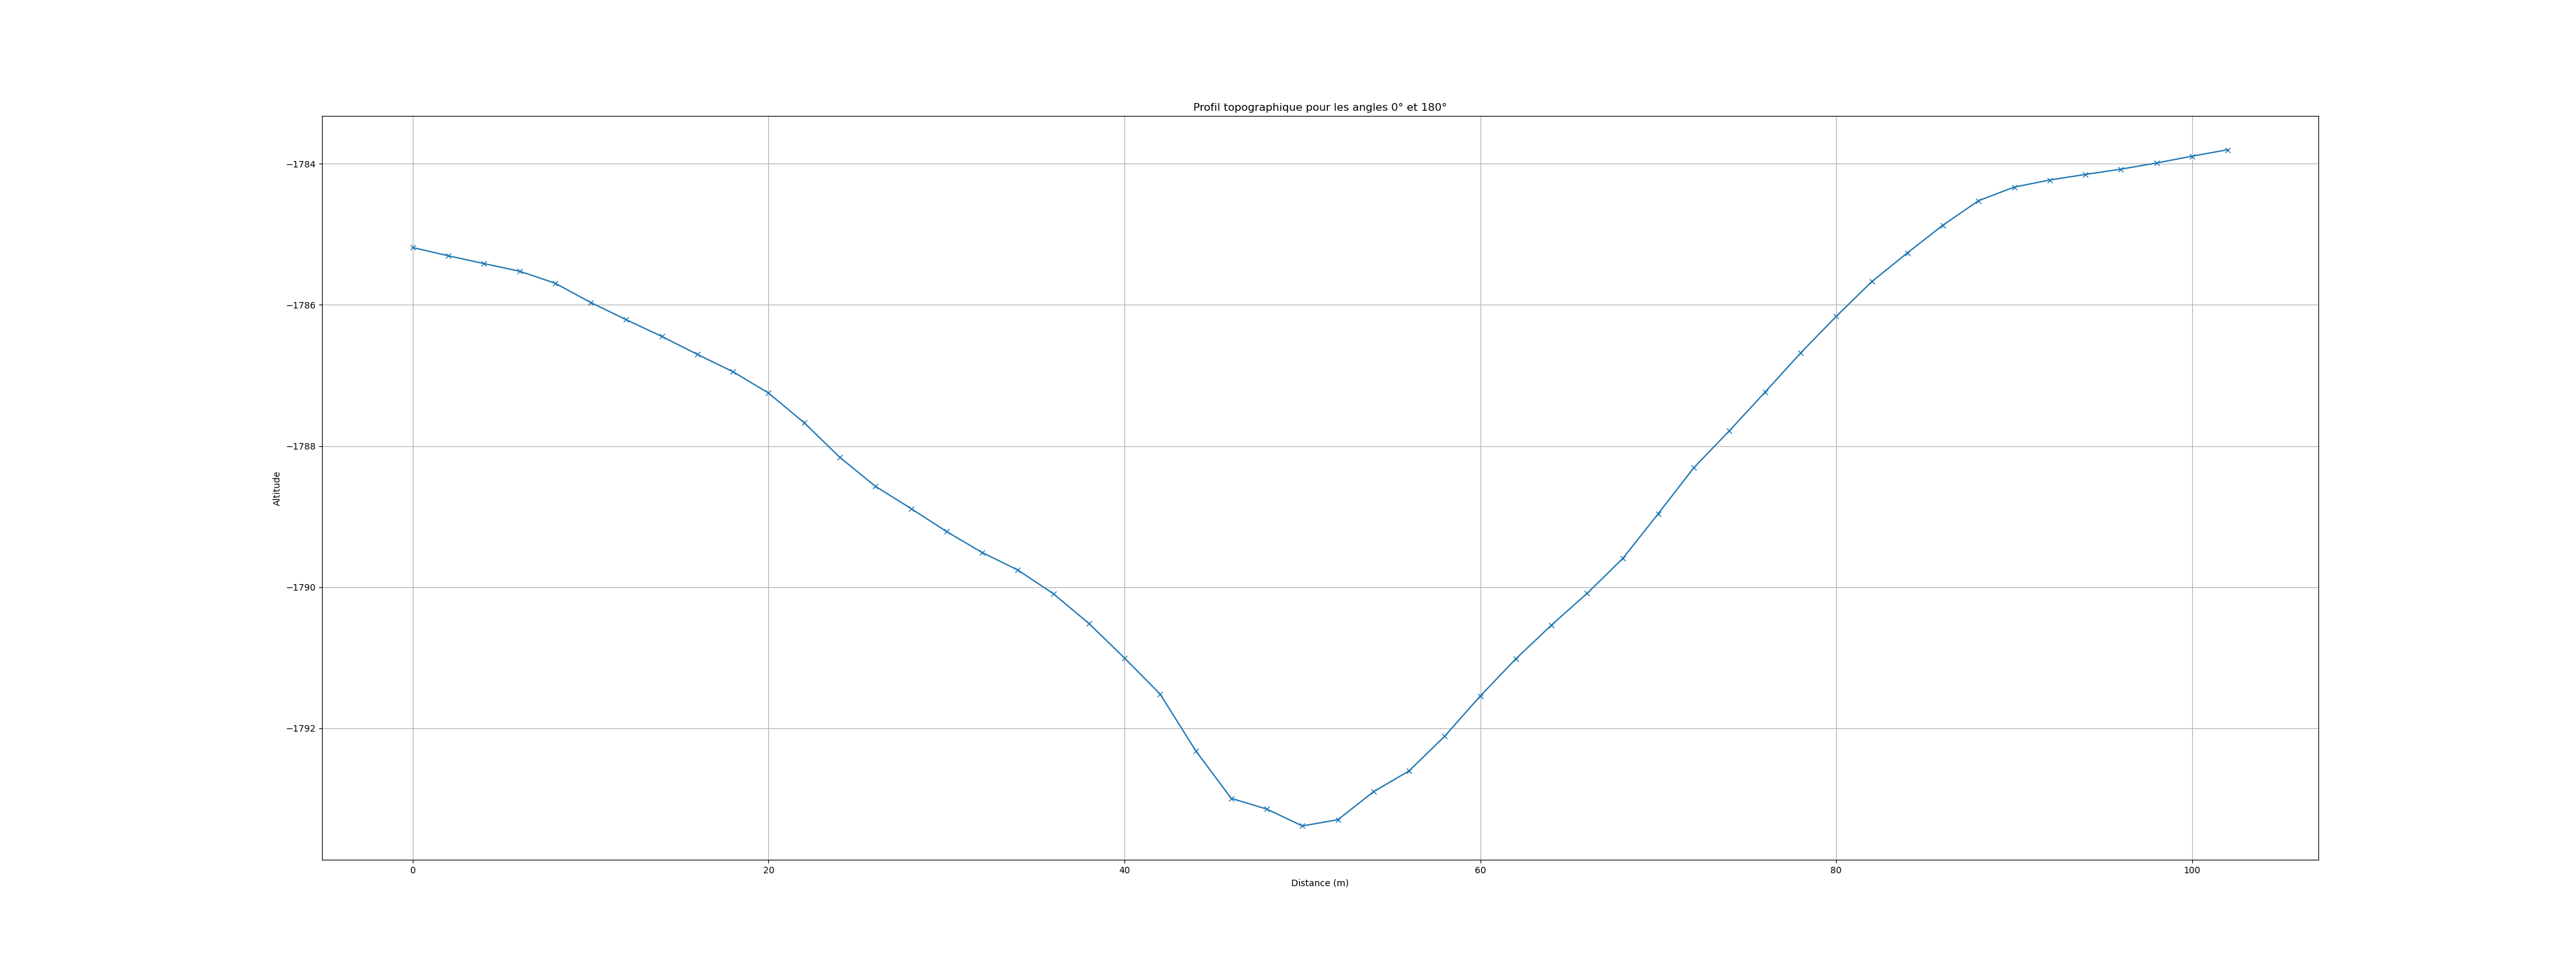 Profil topographique pour les angles 0° et 180°
−1784
−1786
−1788
−1790
−1792
Altitude
0 20 40 60 80 100
Distance (m)